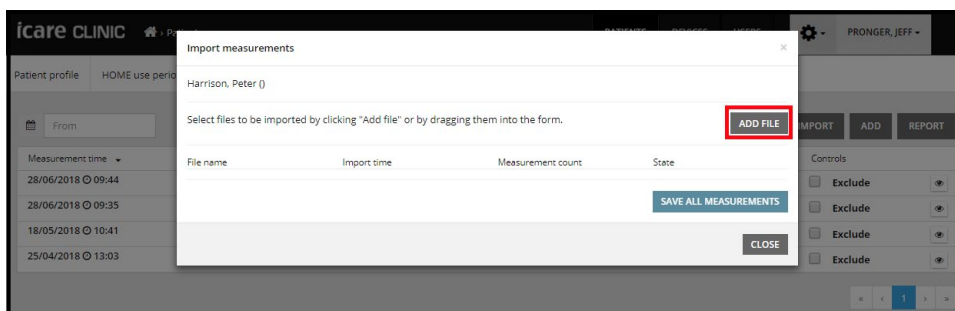 icare CLINIC
PATIENTS DEVICES USERS
PRONGER, JEFF
Import measurements ×
Patient profile HOME use perio
Harrison, Peter ()
Select files to be imported by clicking "Add file" or by dragging them into the form.
ADD FILE
From
IMPORT ADD REPORT
Measurement time
File name Import time Measurement count State
Controls
28/06/2018 09:44
Exclude
SAVE ALL MEASUREMENTS
28/06/2018 09:35
Exclude
18/05/2018 10:41
Exclude
CLOSE
25/04/2018 13:03
Exclude
« ‹ 1 › »